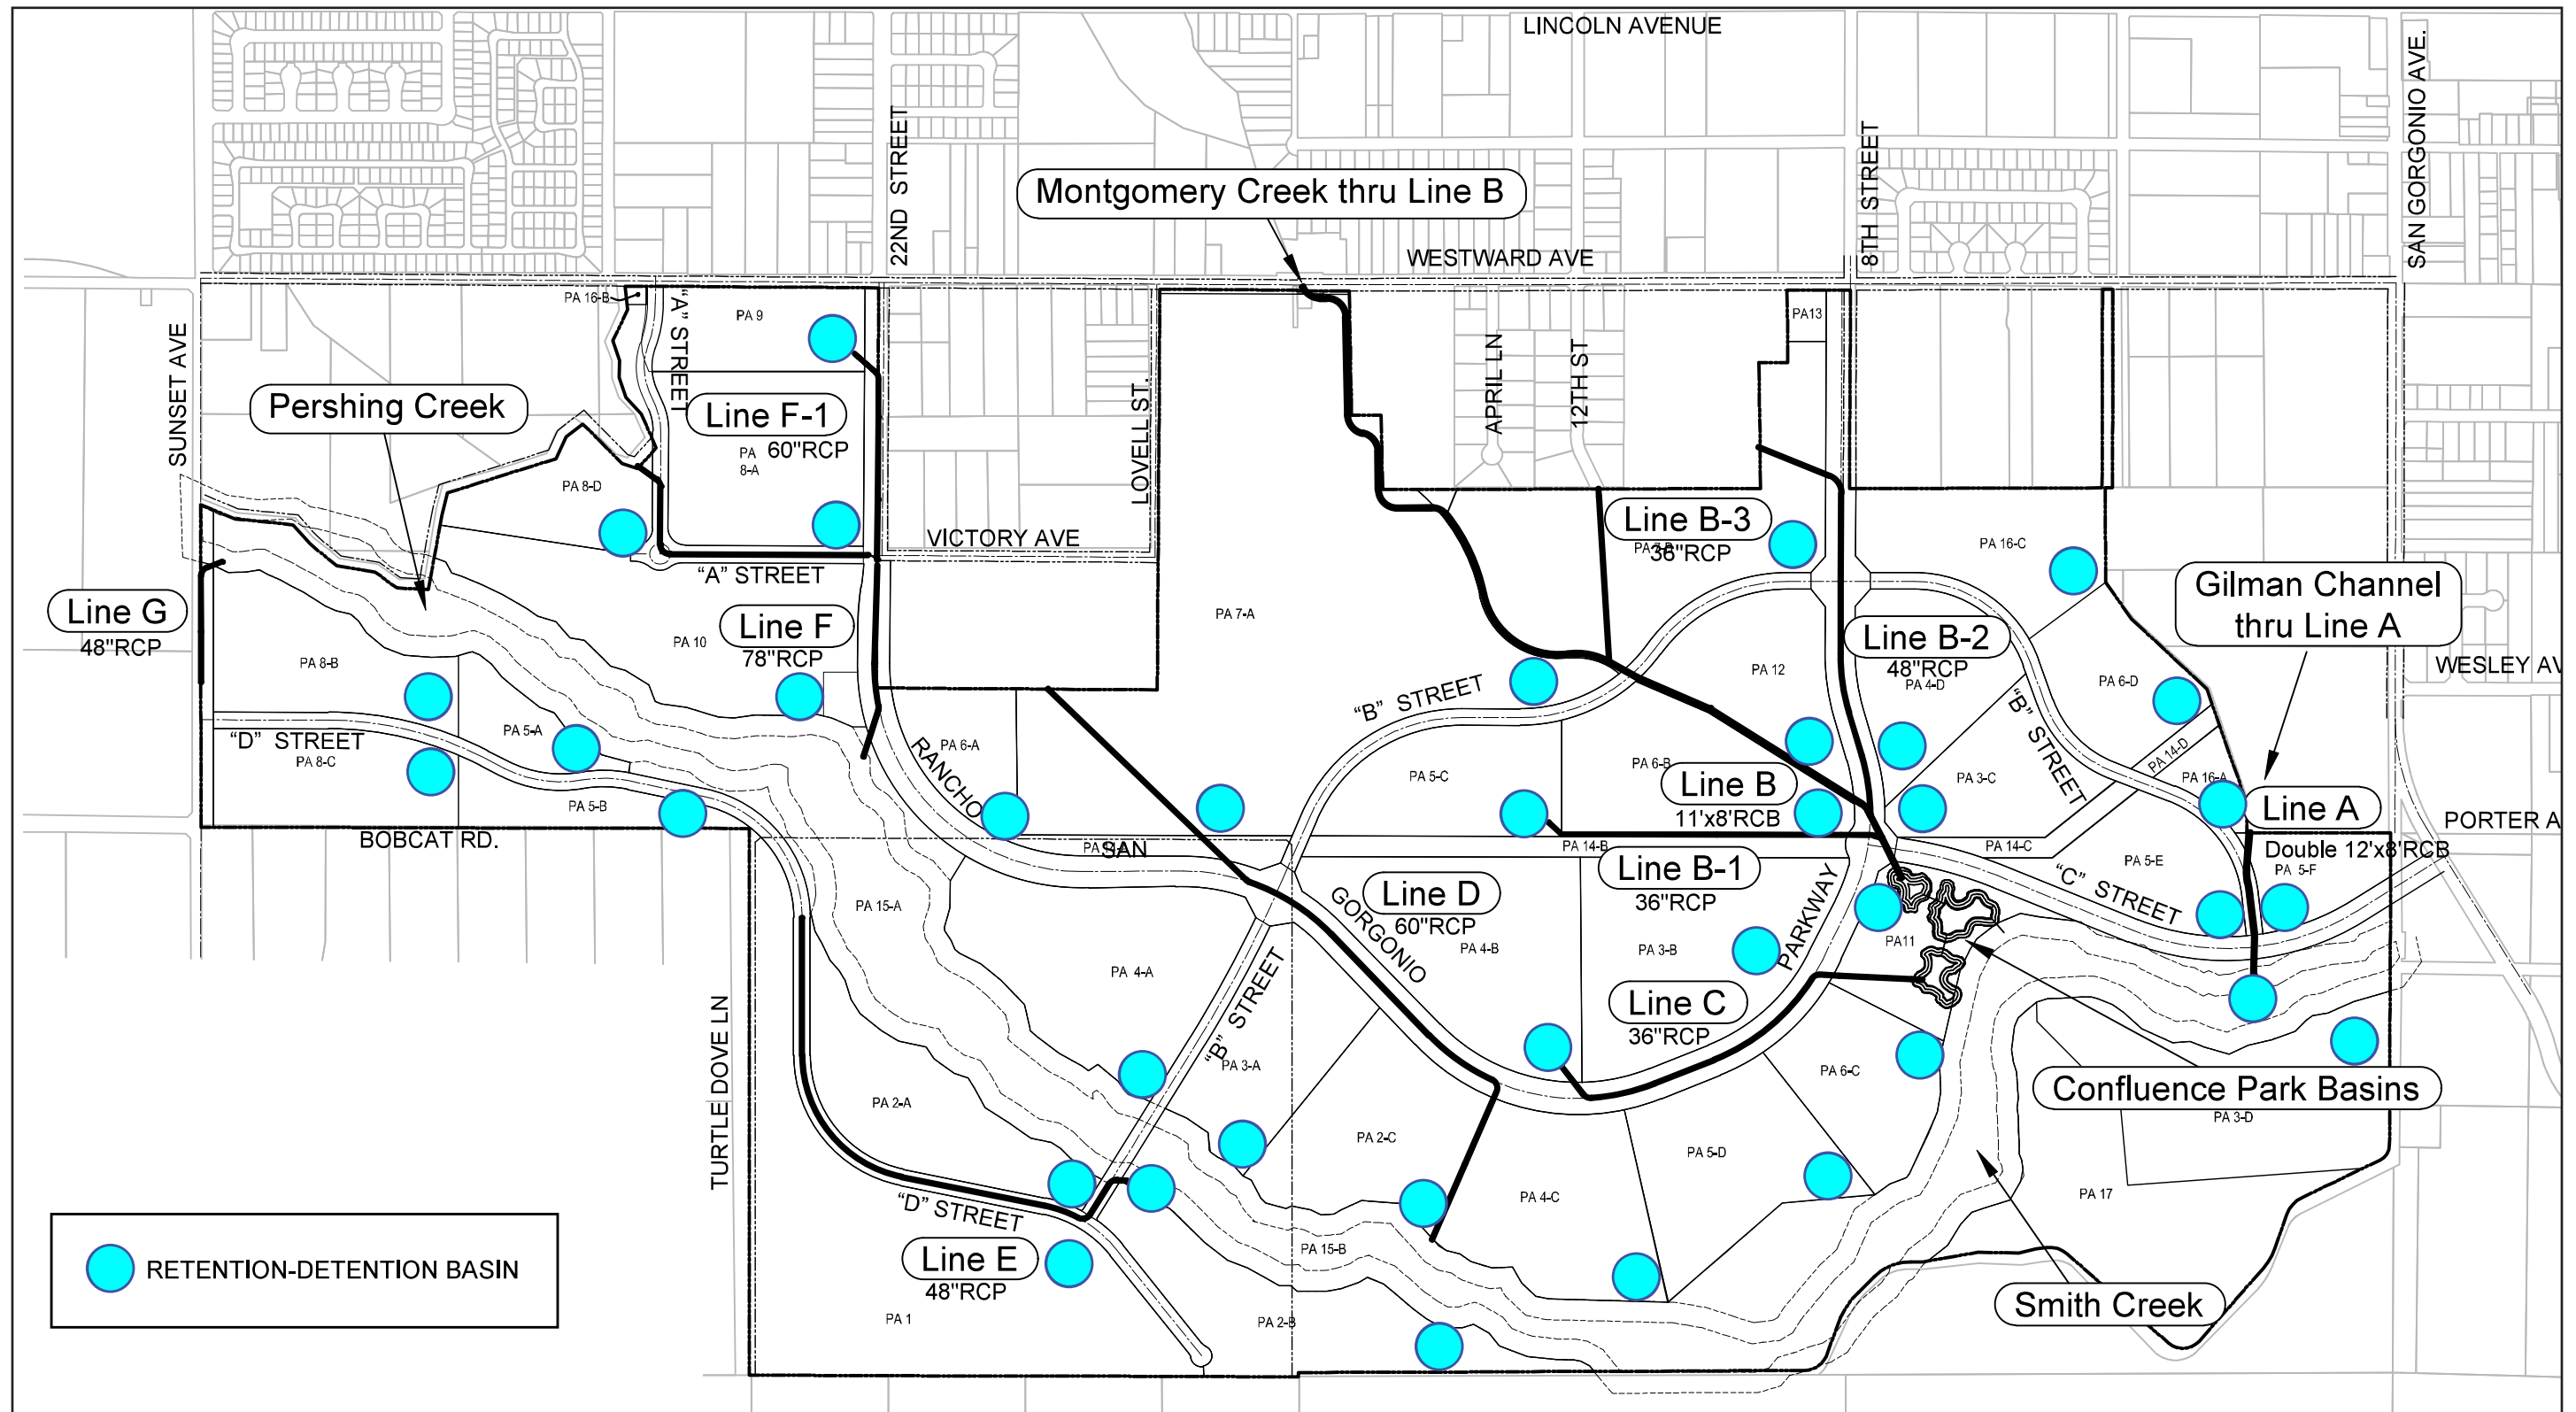 LINCOLN AVENUE
SAN GORGONIO AVE.
22ND STREET
8TH STREET
Montgomery Creek thru Line B
WESTWARD AVE
PA 16-B
"A" STREET
PA 9
PA13
SUNSET AVE
LOVELL ST.
APRIL LN
12TH ST
Pershing Creek
Line F-1
60"RCP
PA
8-A
PA 8-D
VICTORY AVE
"A" STREET
Line B-3
36"RCP
PA 16-C
Gilman Channel
thru Line A
Line G
48"RCP
PA 7-A
PA 10
Line F
78"RCP
Line B-2
48"RCP
PA 4-D
WESLEY AV
PA 8-B
PA 12
PA 6-D
"B" STREET
"B" STREET
PA 5-A
"D" STREET
PA 8-C
PA 6-A
RANCHO
PA 5-C
PA 6-B
Line B
11'x8'RCB
PA 3-C
PA 14-D
PA 16-A
Line A
Double 12'x8'RCB
PA 5-F
PORTER A
PA 5-B
BOBCAT RD.
SAN
PA 14-B
PA 14-C
PA 5-E
"C" STREET
Line B-1
36"RCP
Line D
60"RCP
GORGONIO
PARKWAY
PA 15-A
PA 4-B
PA 3-B
PA11
PA 4-A
"B" STREET
Line C
36"RCP
TURTLE DOVE LN
PA 3-A
PA 6-C
Confluence Park Basins
PA 2-A
PA 3-D
PA 2-C
PA 5-D
PA 4-C
PA 17
"D" STREET
Line E
48"RCP
PA 15-B
RETENTION-DETENTION BASIN
Smith Creek
PA 1
PA 2-B